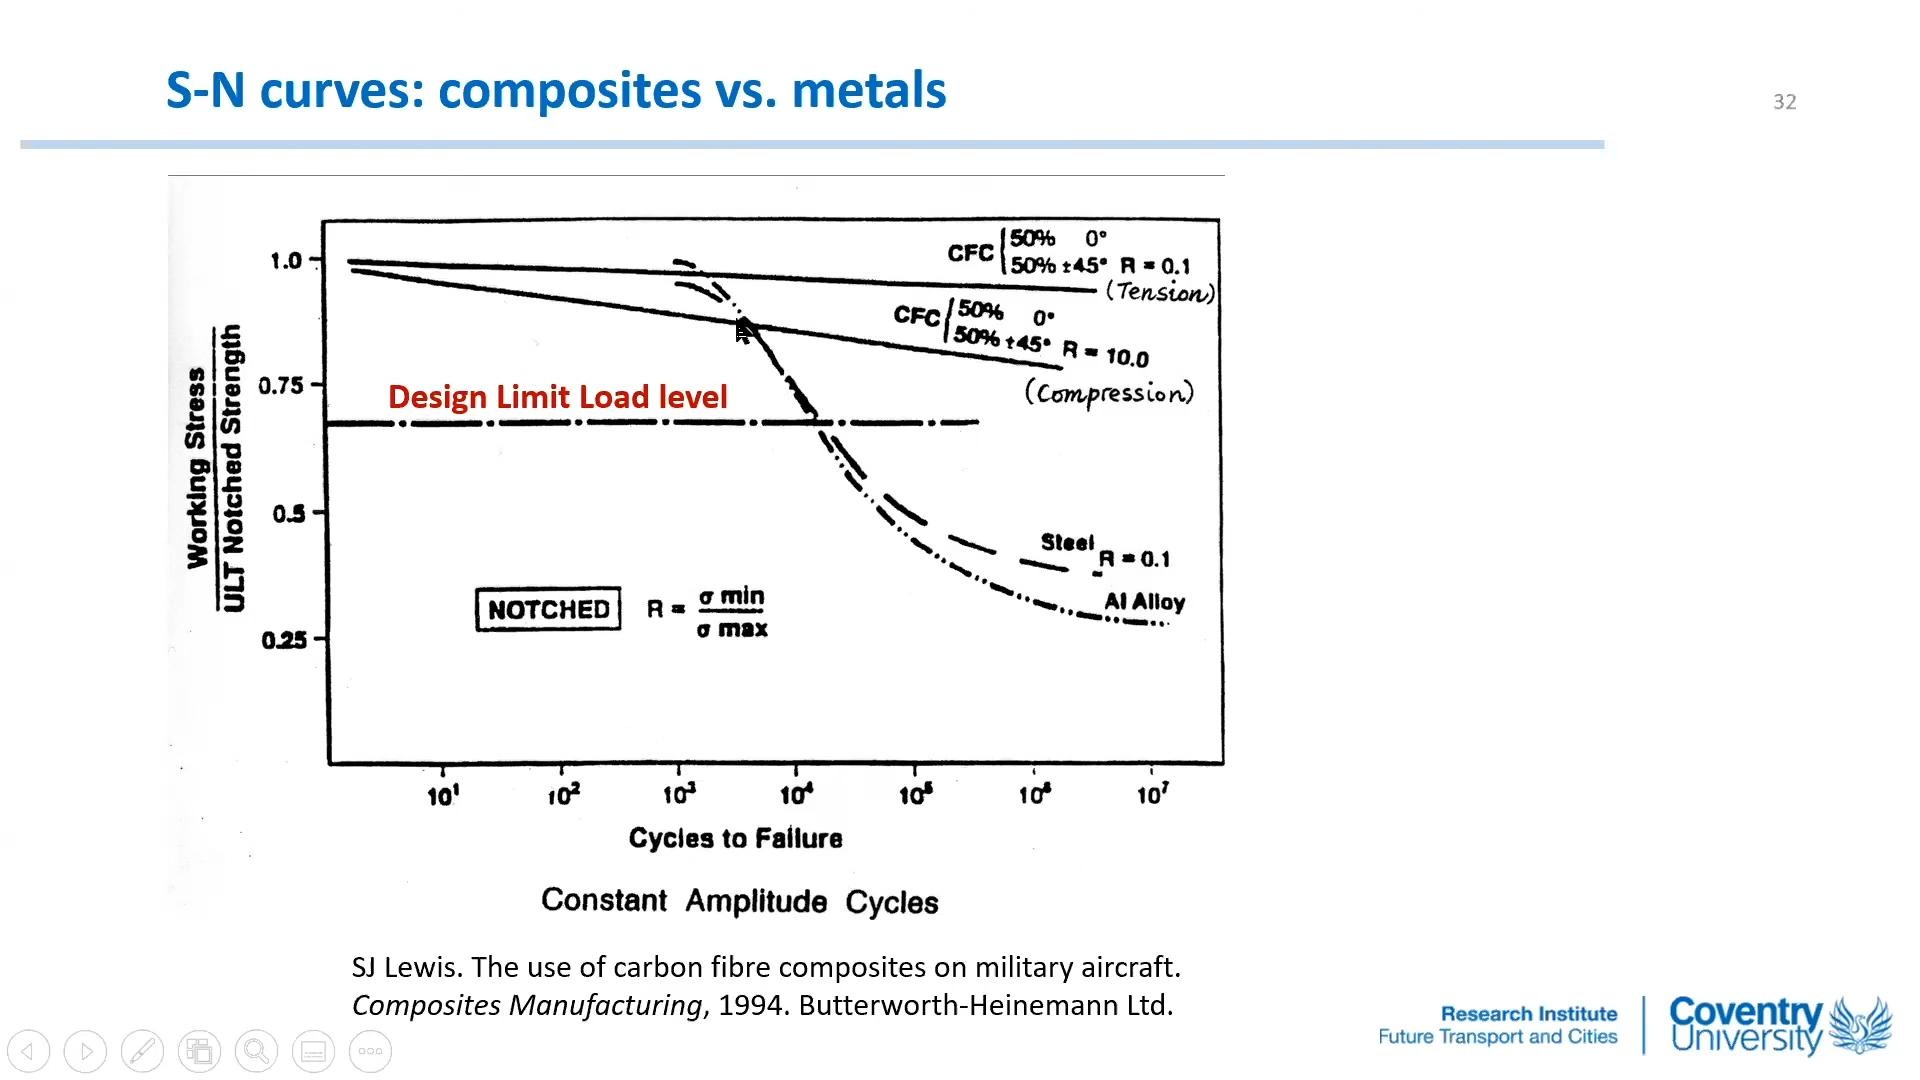 S-N curves: composites vs. metals
32
CFC 50% 0°
50% ±45° R = 0.1
(Tension)
CFC 50% 0°
50% ±45° R = 10.0
(Compression)
1.0
0.75
0.5
0.25
Working Stress
ULT Notched Strength
Design Limit Load level
Steel
R = 0.1
Al Alloy
NOTCHED
R = σ min
σ max
10¹ 10² 10³ 10⁴ 10⁵ 10⁶ 10⁷
Cycles to Failure
Constant Amplitude Cycles
SJ Lewis. The use of carbon fibre composites on military aircraft.
Composites Manufacturing, 1994. Butterworth-Heinemann Ltd.
Research Institute
Future Transport and Cities
Coventry
University